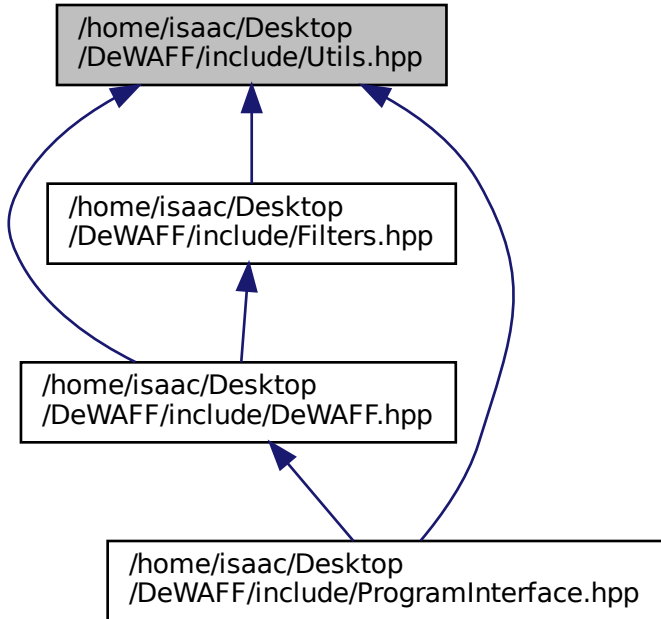 /home/isaac/Desktop
/DeWAFF/include/Utils.hpp
/home/isaac/Desktop
/DeWAFF/include/Filters.hpp
/home/isaac/Desktop
/DeWAFF/include/DeWAFF.hpp
/home/isaac/Desktop
/DeWAFF/include/ProgramInterface.hpp